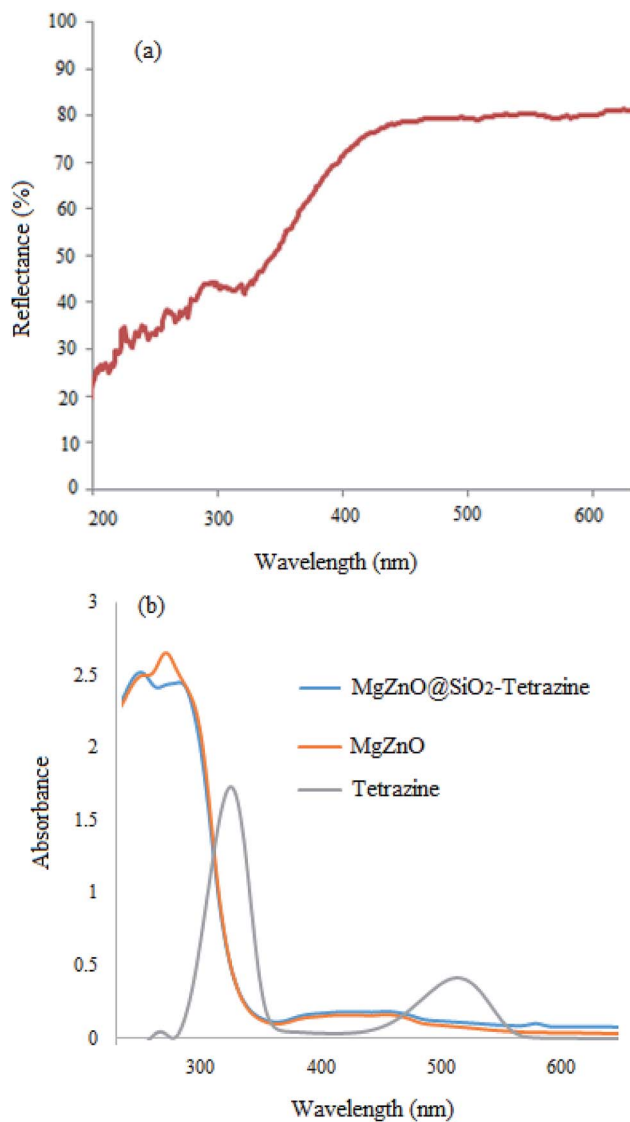 (a)
Reflectance (%)
100
90
80
70
60
50
40
30
20
10
0
200 300 400 500 600
Wavelength (nm)
(b)
Absorbance
3
2.5
2
1.5
1
0.5
0
MgZnO@SiO2-Tetrazine
MgZnO
Tetrazine
300 400 500 600
Wavelength (nm)